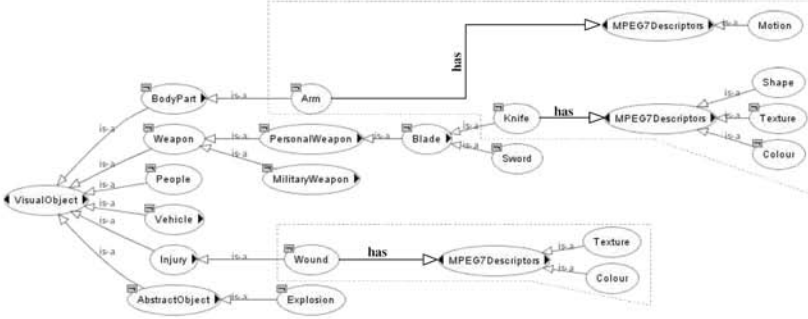 MPEG7Descriptors
is-a
Motion
has
Shape
BodyPart
is-a
Arm
is-a
Knife
has
MPEG7Descriptors
is-a
Texture
is-a
is-a
Weapon
is-a
PersonalWeapon
is-a
Blade
is-a
is-a
Colour
is-a
is-a
Sword
People
MilitaryWeapon
is-a
VisualObject
is-a
Vehicle
is-a
Texture
is-a
Injury
is-a
Wound
has
MPEG7Descriptors
is-a
is-a
Colour
AbstractObject
is-a
Explosion